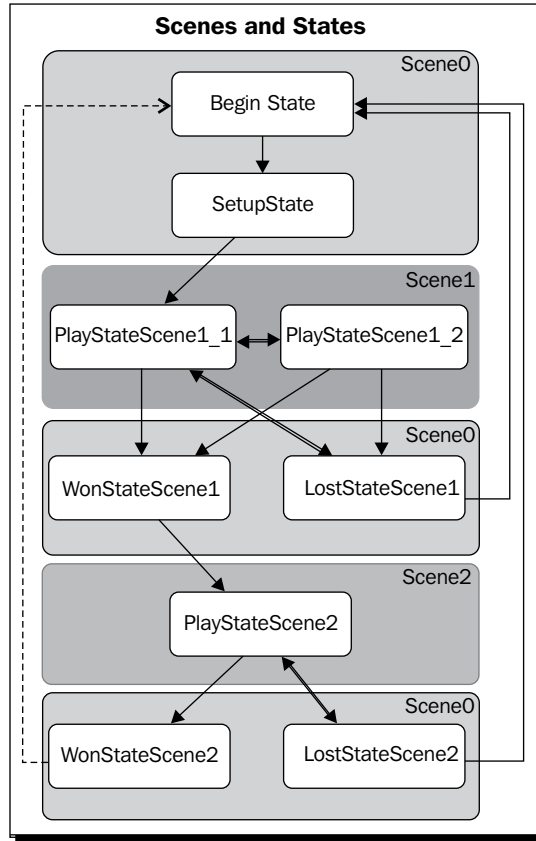 Scenes and States
Scene0
Begin State
SetupState
Scene1
PlayStateScene1_1
PlayStateScene1_2
Scene0
WonStateScene1
LostStateScene1
Scene2
PlayStateScene2
Scene0
WonStateScene2
LostStateScene2